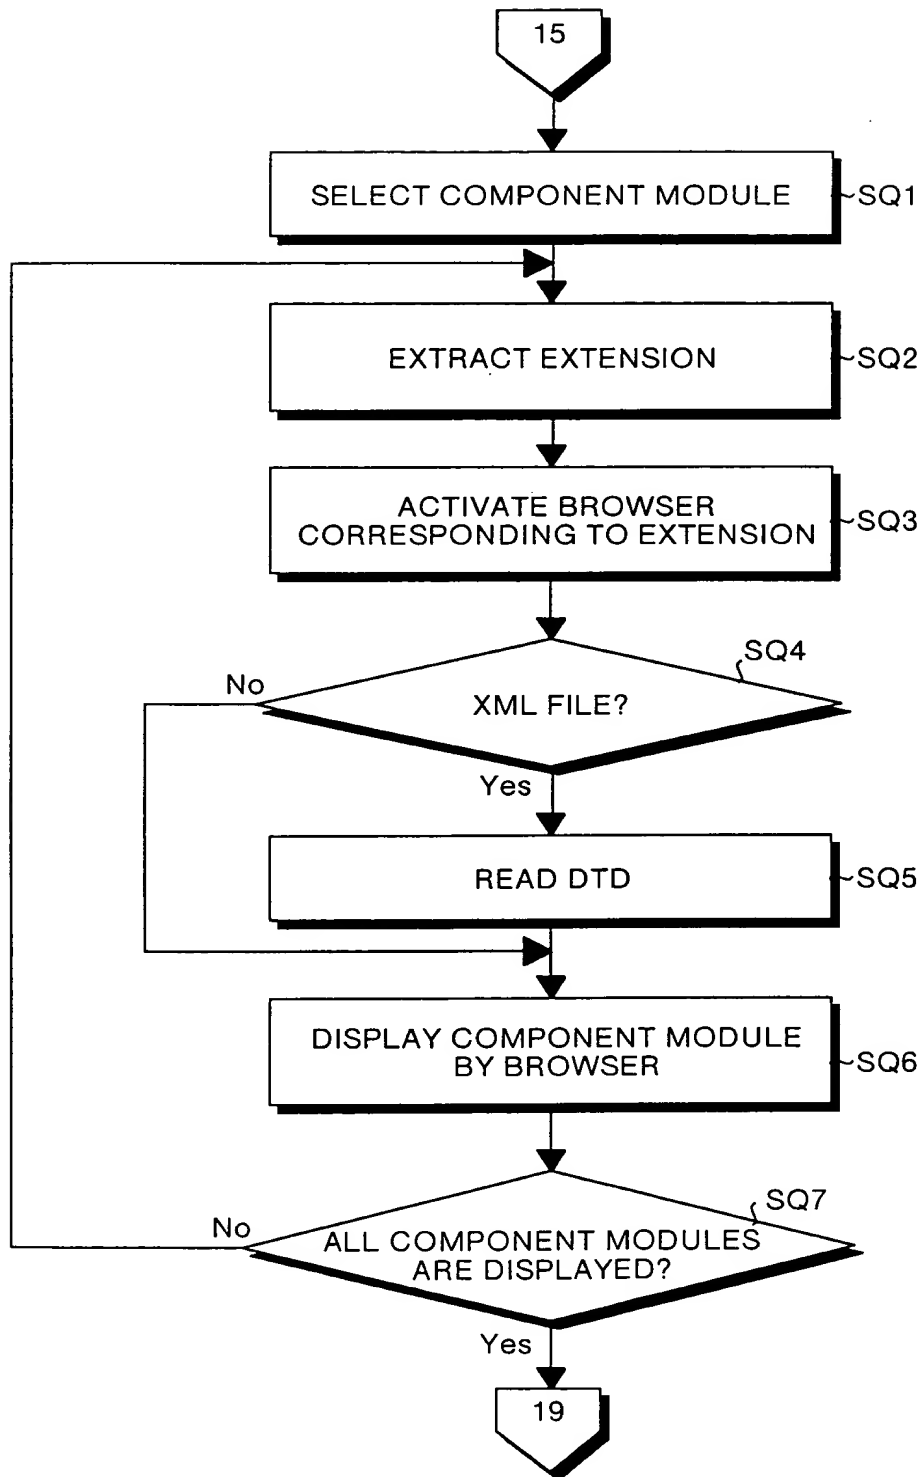 15
SELECT COMPONENT MODULE
SQ1
EXTRACT EXTENSION
SQ2
ACTIVATE BROWSER
CORRESPONDING TO EXTENSION
SQ3
SQ4
No
XML FILE?
Yes
READ DTD
SQ5
DISPLAY COMPONENT MODULE
BY BROWSER
SQ6
SQ7
No
ALL COMPONENT MODULES
ARE DISPLAYED?
Yes
19